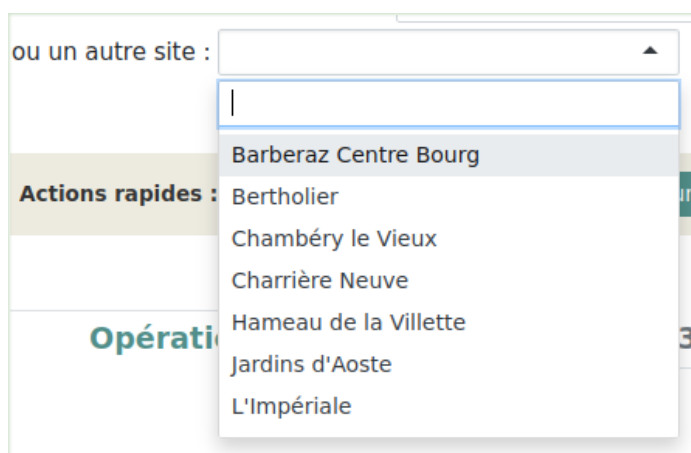 ou un autre site :
Barberaz Centre Bourg
Actions rapides :
Bertholier
Chambéry le Vieux
Charrière Neuve
Hameau de la Villette
Opérati
3
Jardins d'Aoste
L'Impériale